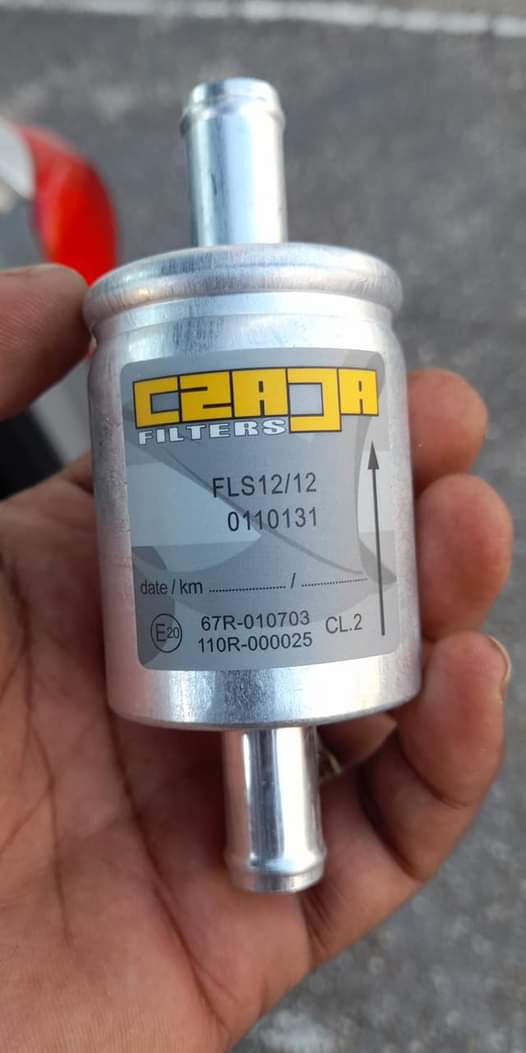 CZAJA
FILTERS
FLS12/12
0110131
date / km ...................... / ...................
E20 67R-010703 CL.2
110R-000025